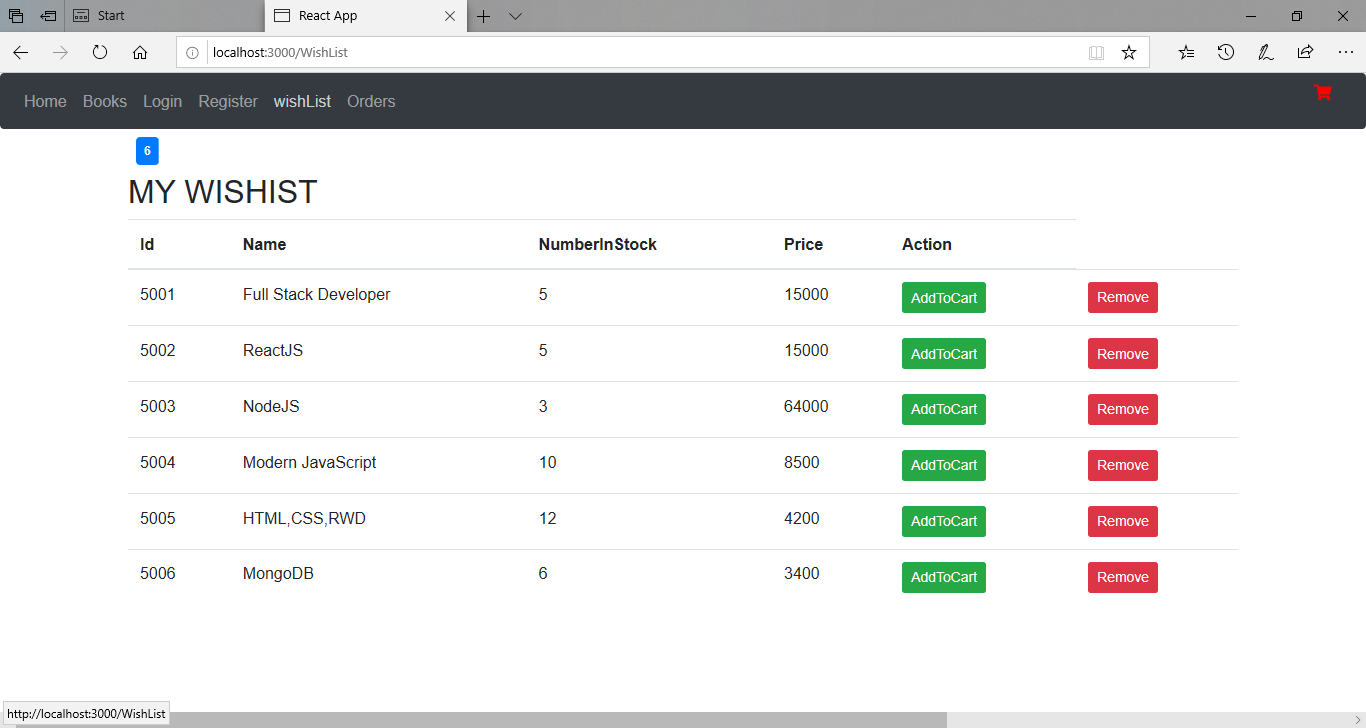 Start React App
localhost:3000/WishList
Home Books Login Register wishList Orders
6
MY WISHIST
Id Name NumberInStock Price Action
5001 Full Stack Developer 5 15000 AddToCart Remove
5002 ReactJS 5 15000 AddToCart Remove
5003 NodeJS 3 64000 AddToCart Remove
5004 Modern JavaScript 10 8500 AddToCart Remove
5005 HTML,CSS,RWD 12 4200 AddToCart Remove
5006 MongoDB 6 3400 AddToCart Remove
http://localhost:3000/WishList